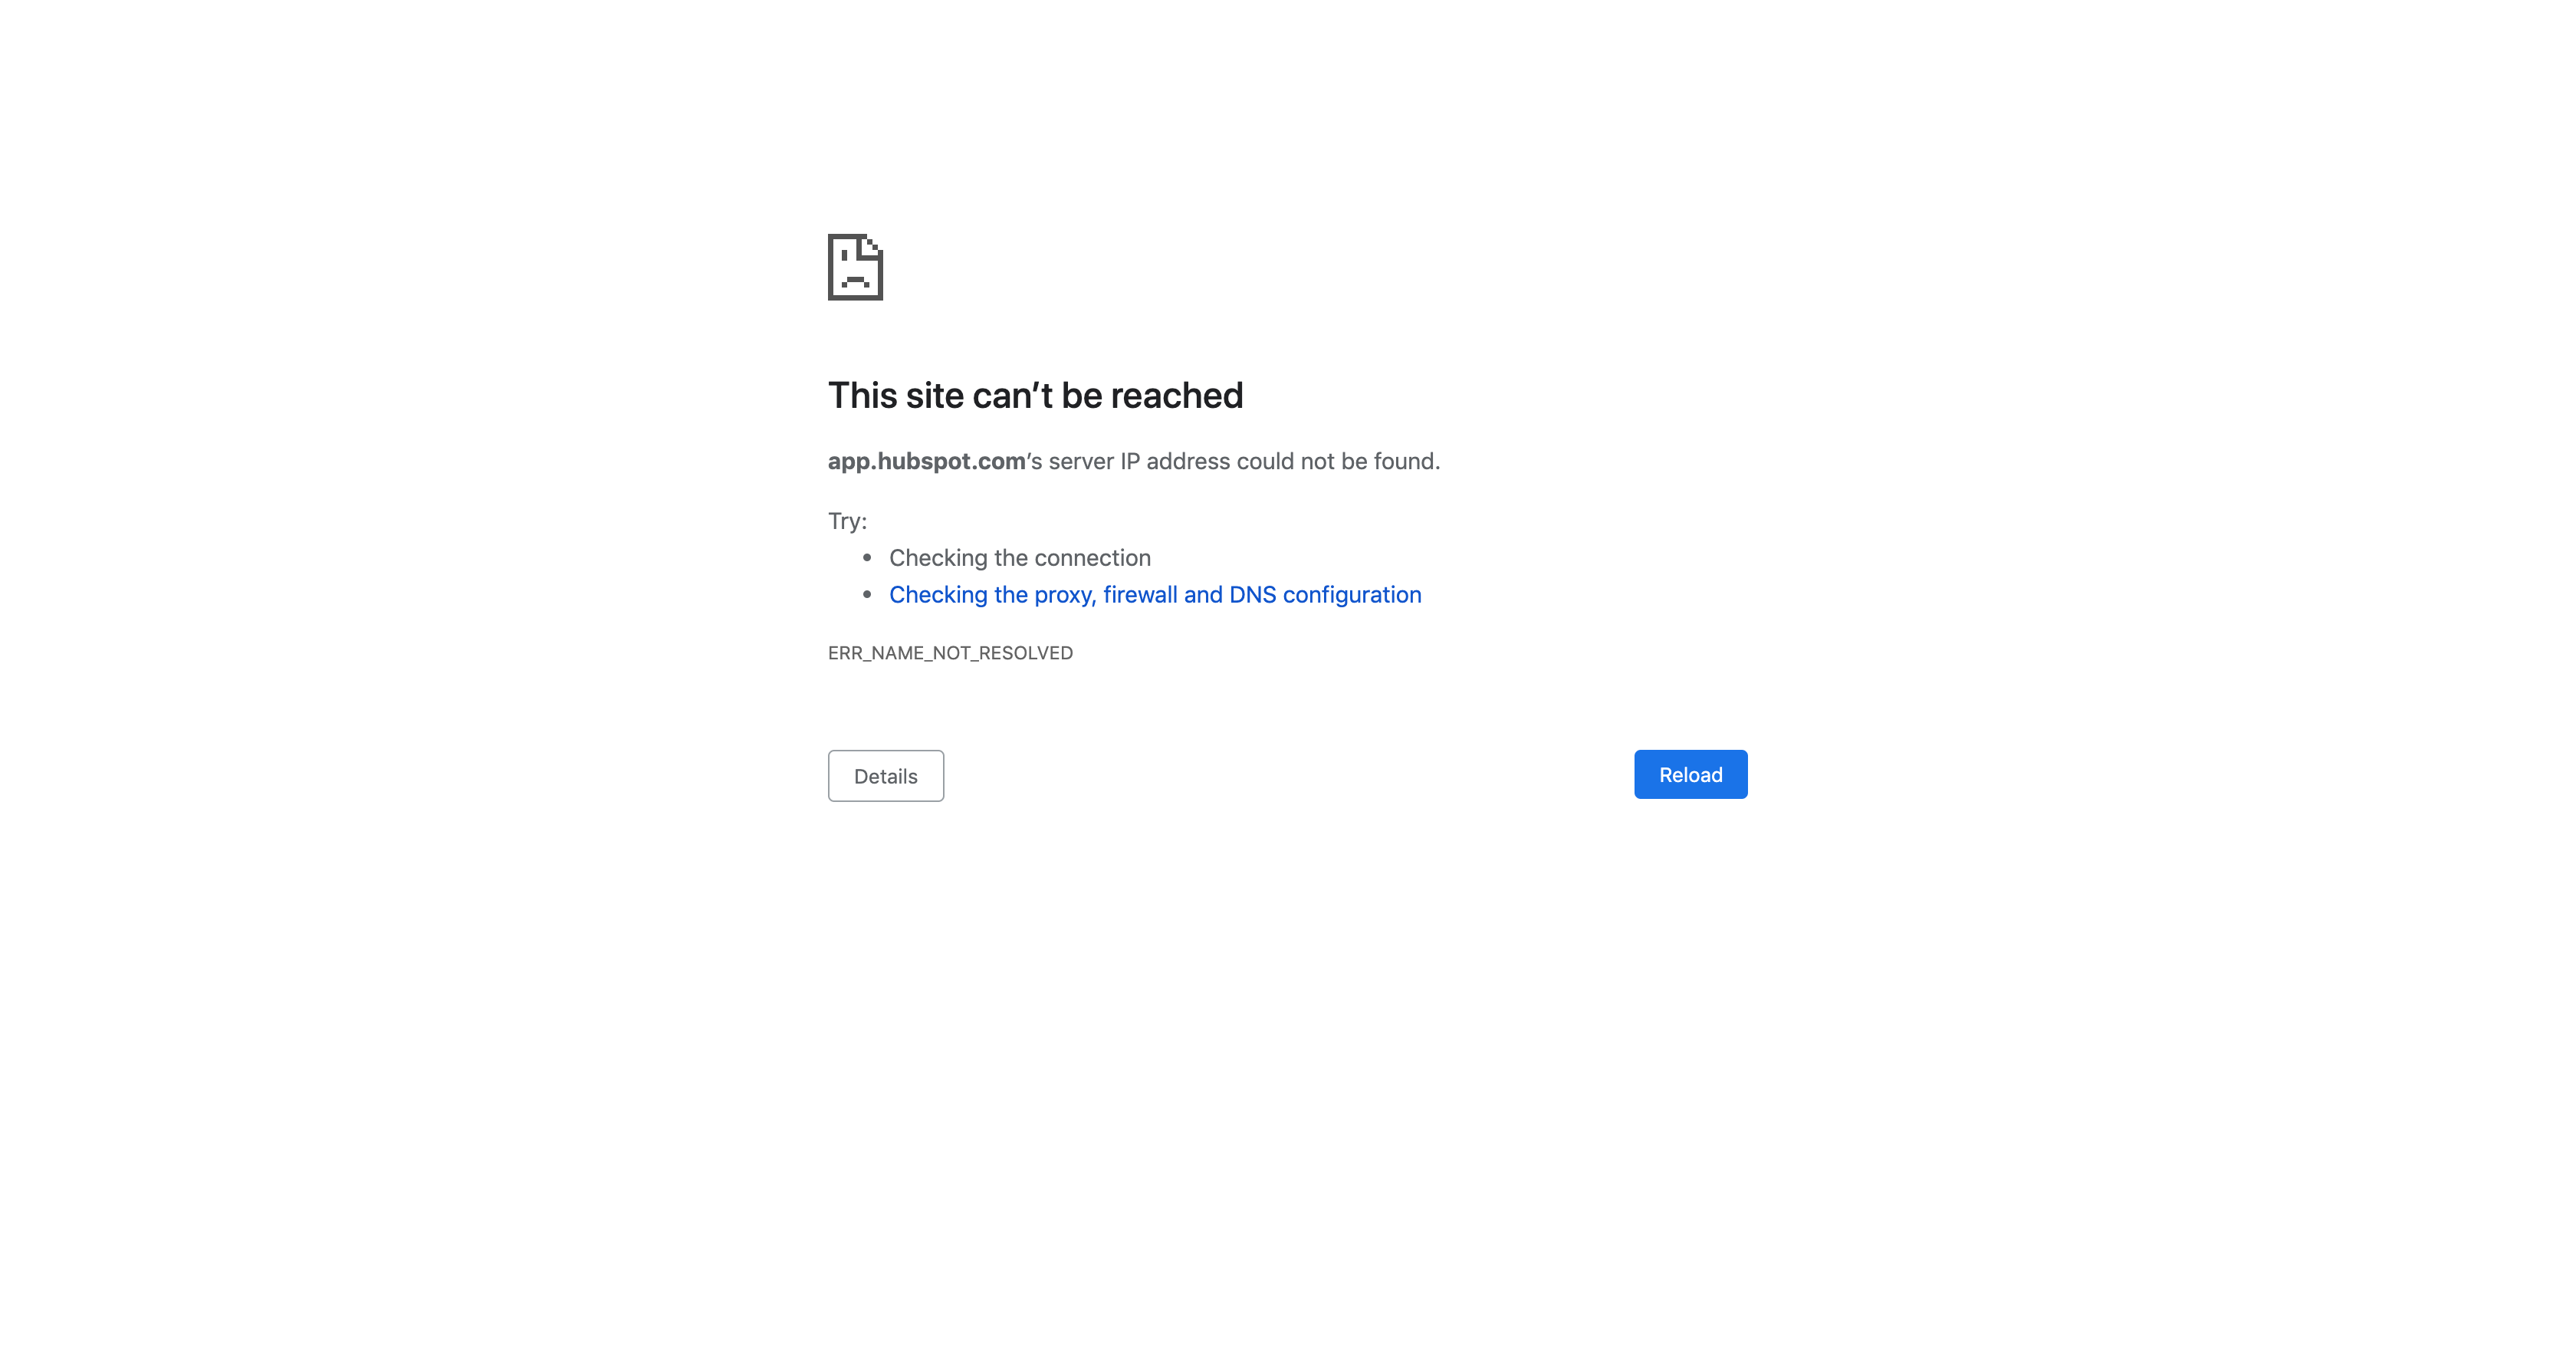 This site can’t be reached
app.hubspot.com’s server IP address could not be found.
Try:
• Checking the connection
• Checking the proxy, firewall and DNS configuration
ERR_NAME_NOT_RESOLVED
Details
Reload